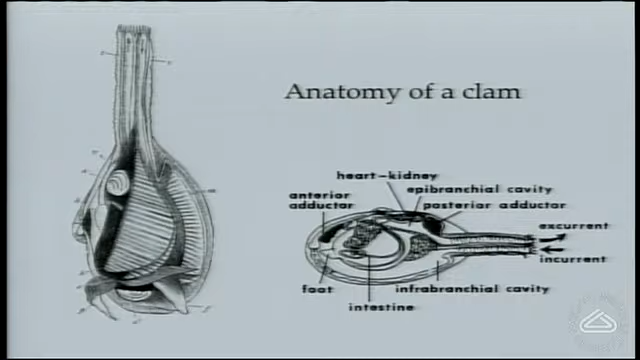 Anatomy of a clam
heart-kidney
epibranchial cavity
anterior
adductor
posterior adductor
excurrent
incurrent
foot
infrabranchial cavity
intestine